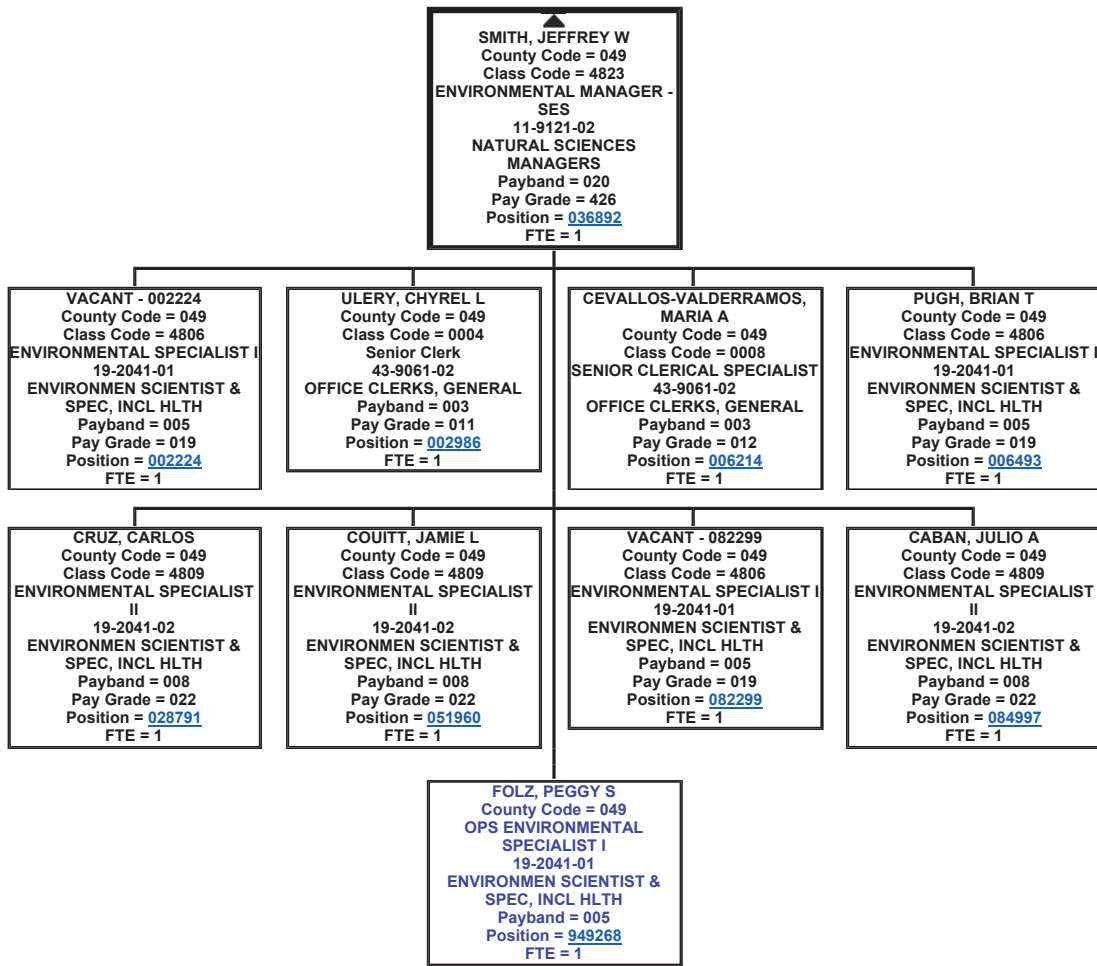 SMITH, JEFFREY W
County Code = 049
Class Code = 4823
ENVIRONMENTAL MANAGER -
SES
11-9121-02
NATURAL SCIENCES
MANAGERS
Payband = 020
Pay Grade = 426
Position = 036892
FTE = 1
VACANT - 002224
County Code = 049
Class Code = 4806
ENVIRONMENTAL SPECIALIST I
19-2041-01
ENVIRONMEN SCIENTIST &
SPEC, INCL HLTH
Payband = 005
Pay Grade = 019
Position = 002224
FTE = 1
ULERY, CHYREL L
County Code = 049
Class Code = 0004
Senior Clerk
43-9061-02
OFFICE CLERKS, GENERAL
Payband = 003
Pay Grade = 011
Position = 002986
FTE = 1
CEVALLOS-VALDERRAMOS,
MARIA A
County Code = 049
Class Code = 0008
SENIOR CLERICAL SPECIALIST
43-9061-02
OFFICE CLERKS, GENERAL
Payband = 003
Pay Grade = 012
Position = 006214
FTE = 1
PUGH, BRIAN T
County Code = 049
Class Code = 4806
ENVIRONMENTAL SPECIALIST I
19-2041-01
ENVIRONMEN SCIENTIST &
SPEC, INCL HLTH
Payband = 005
Pay Grade = 019
Position = 006493
FTE = 1
CRUZ, CARLOS
County Code = 049
Class Code = 4809
ENVIRONMENTAL SPECIALIST
II
19-2041-02
ENVIRONMEN SCIENTIST &
SPEC, INCL HLTH
Payband = 008
Pay Grade = 022
Position = 028791
FTE = 1
COUITT, JAMIE L
County Code = 049
Class Code = 4809
ENVIRONMENTAL SPECIALIST
II
19-2041-02
ENVIRONMEN SCIENTIST &
SPEC, INCL HLTH
Payband = 008
Pay Grade = 022
Position = 051960
FTE = 1
VACANT - 082299
County Code = 049
Class Code = 4806
ENVIRONMENTAL SPECIALIST I
19-2041-01
ENVIRONMEN SCIENTIST &
SPEC, INCL HLTH
Payband = 005
Pay Grade = 019
Position = 082299
FTE = 1
CABAN, JULIO A
County Code = 049
Class Code = 4809
ENVIRONMENTAL SPECIALIST
II
19-2041-02
ENVIRONMEN SCIENTIST &
SPEC, INCL HLTH
Payband = 008
Pay Grade = 022
Position = 084997
FTE = 1
FOLZ, PEGGY S
County Code = 049
OPS ENVIRONMENTAL
SPECIALIST I
19-2041-01
ENVIRONMEN SCIENTIST &
SPEC, INCL HLTH
Payband = 005
Position = 949268
FTE = 1